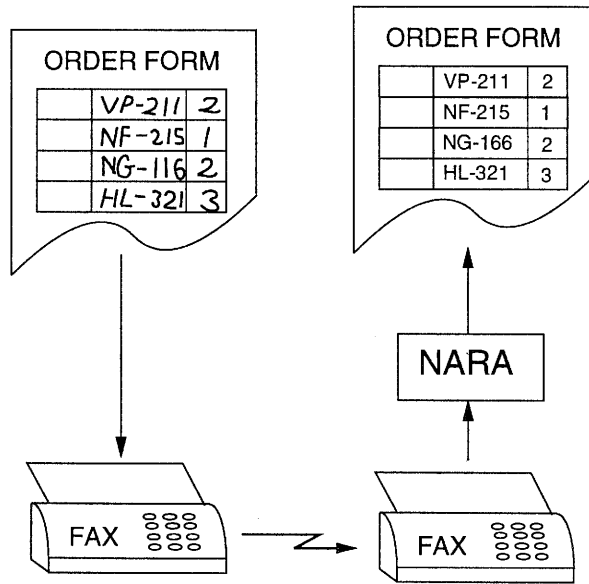 ORDER FORM
VP-211 2
NF-215 1
NG-116 2
HL-321 3
FAX
ORDER FORM
VP-211 2
NF-215 1
NG-166 2
HL-321 3
NARA
FAX